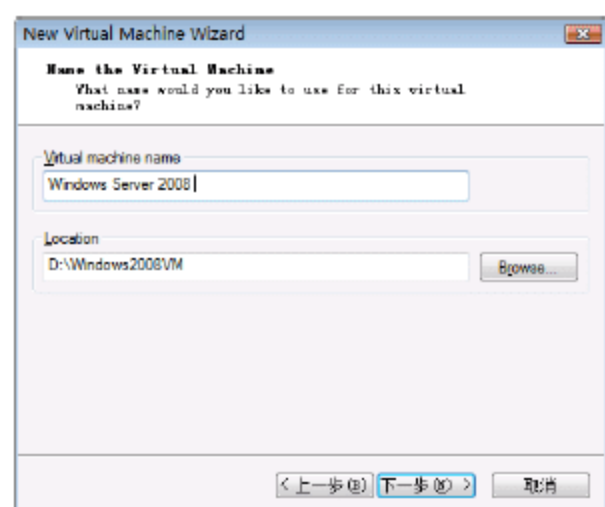 New Virtual Machine Wizard
Name the Virtual Machine
What name would you like to use for this virtual
machine?
Virtual machine name
Windows Server 2008
Location
D:\Windows2008VM
Browse...
< 上一步(B) 下一步(N) > 取消